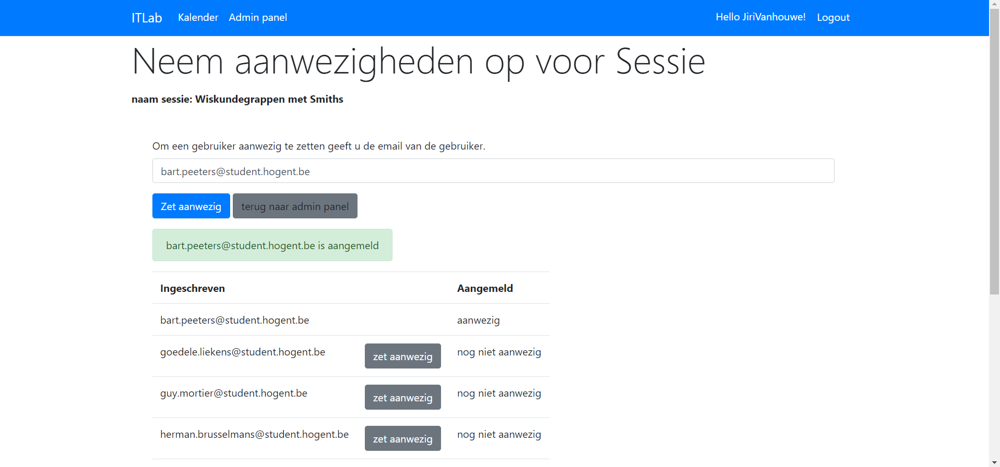 ITLab Kalender Admin panel Hello JiriVanhouwe! Logout
Neem aanwezigheden op voor Sessie
naam sessie: Wiskundegrappen met Smiths
Om een gebruiker aanwezig te zetten geeft u de email van de gebruiker.
bart.peeters@student.hogent.be
Zet aanwezig terug naar admin panel
bart.peeters@student.hogent.be is aangemeld
Ingeschreven Aangemeld
bart.peeters@student.hogent.be aanwezig
goedele.liekens@student.hogent.be zet aanwezig nog niet aanwezig
guy.mortier@student.hogent.be zet aanwezig nog niet aanwezig
herman.brusselmans@student.hogent.be zet aanwezig nog niet aanwezig